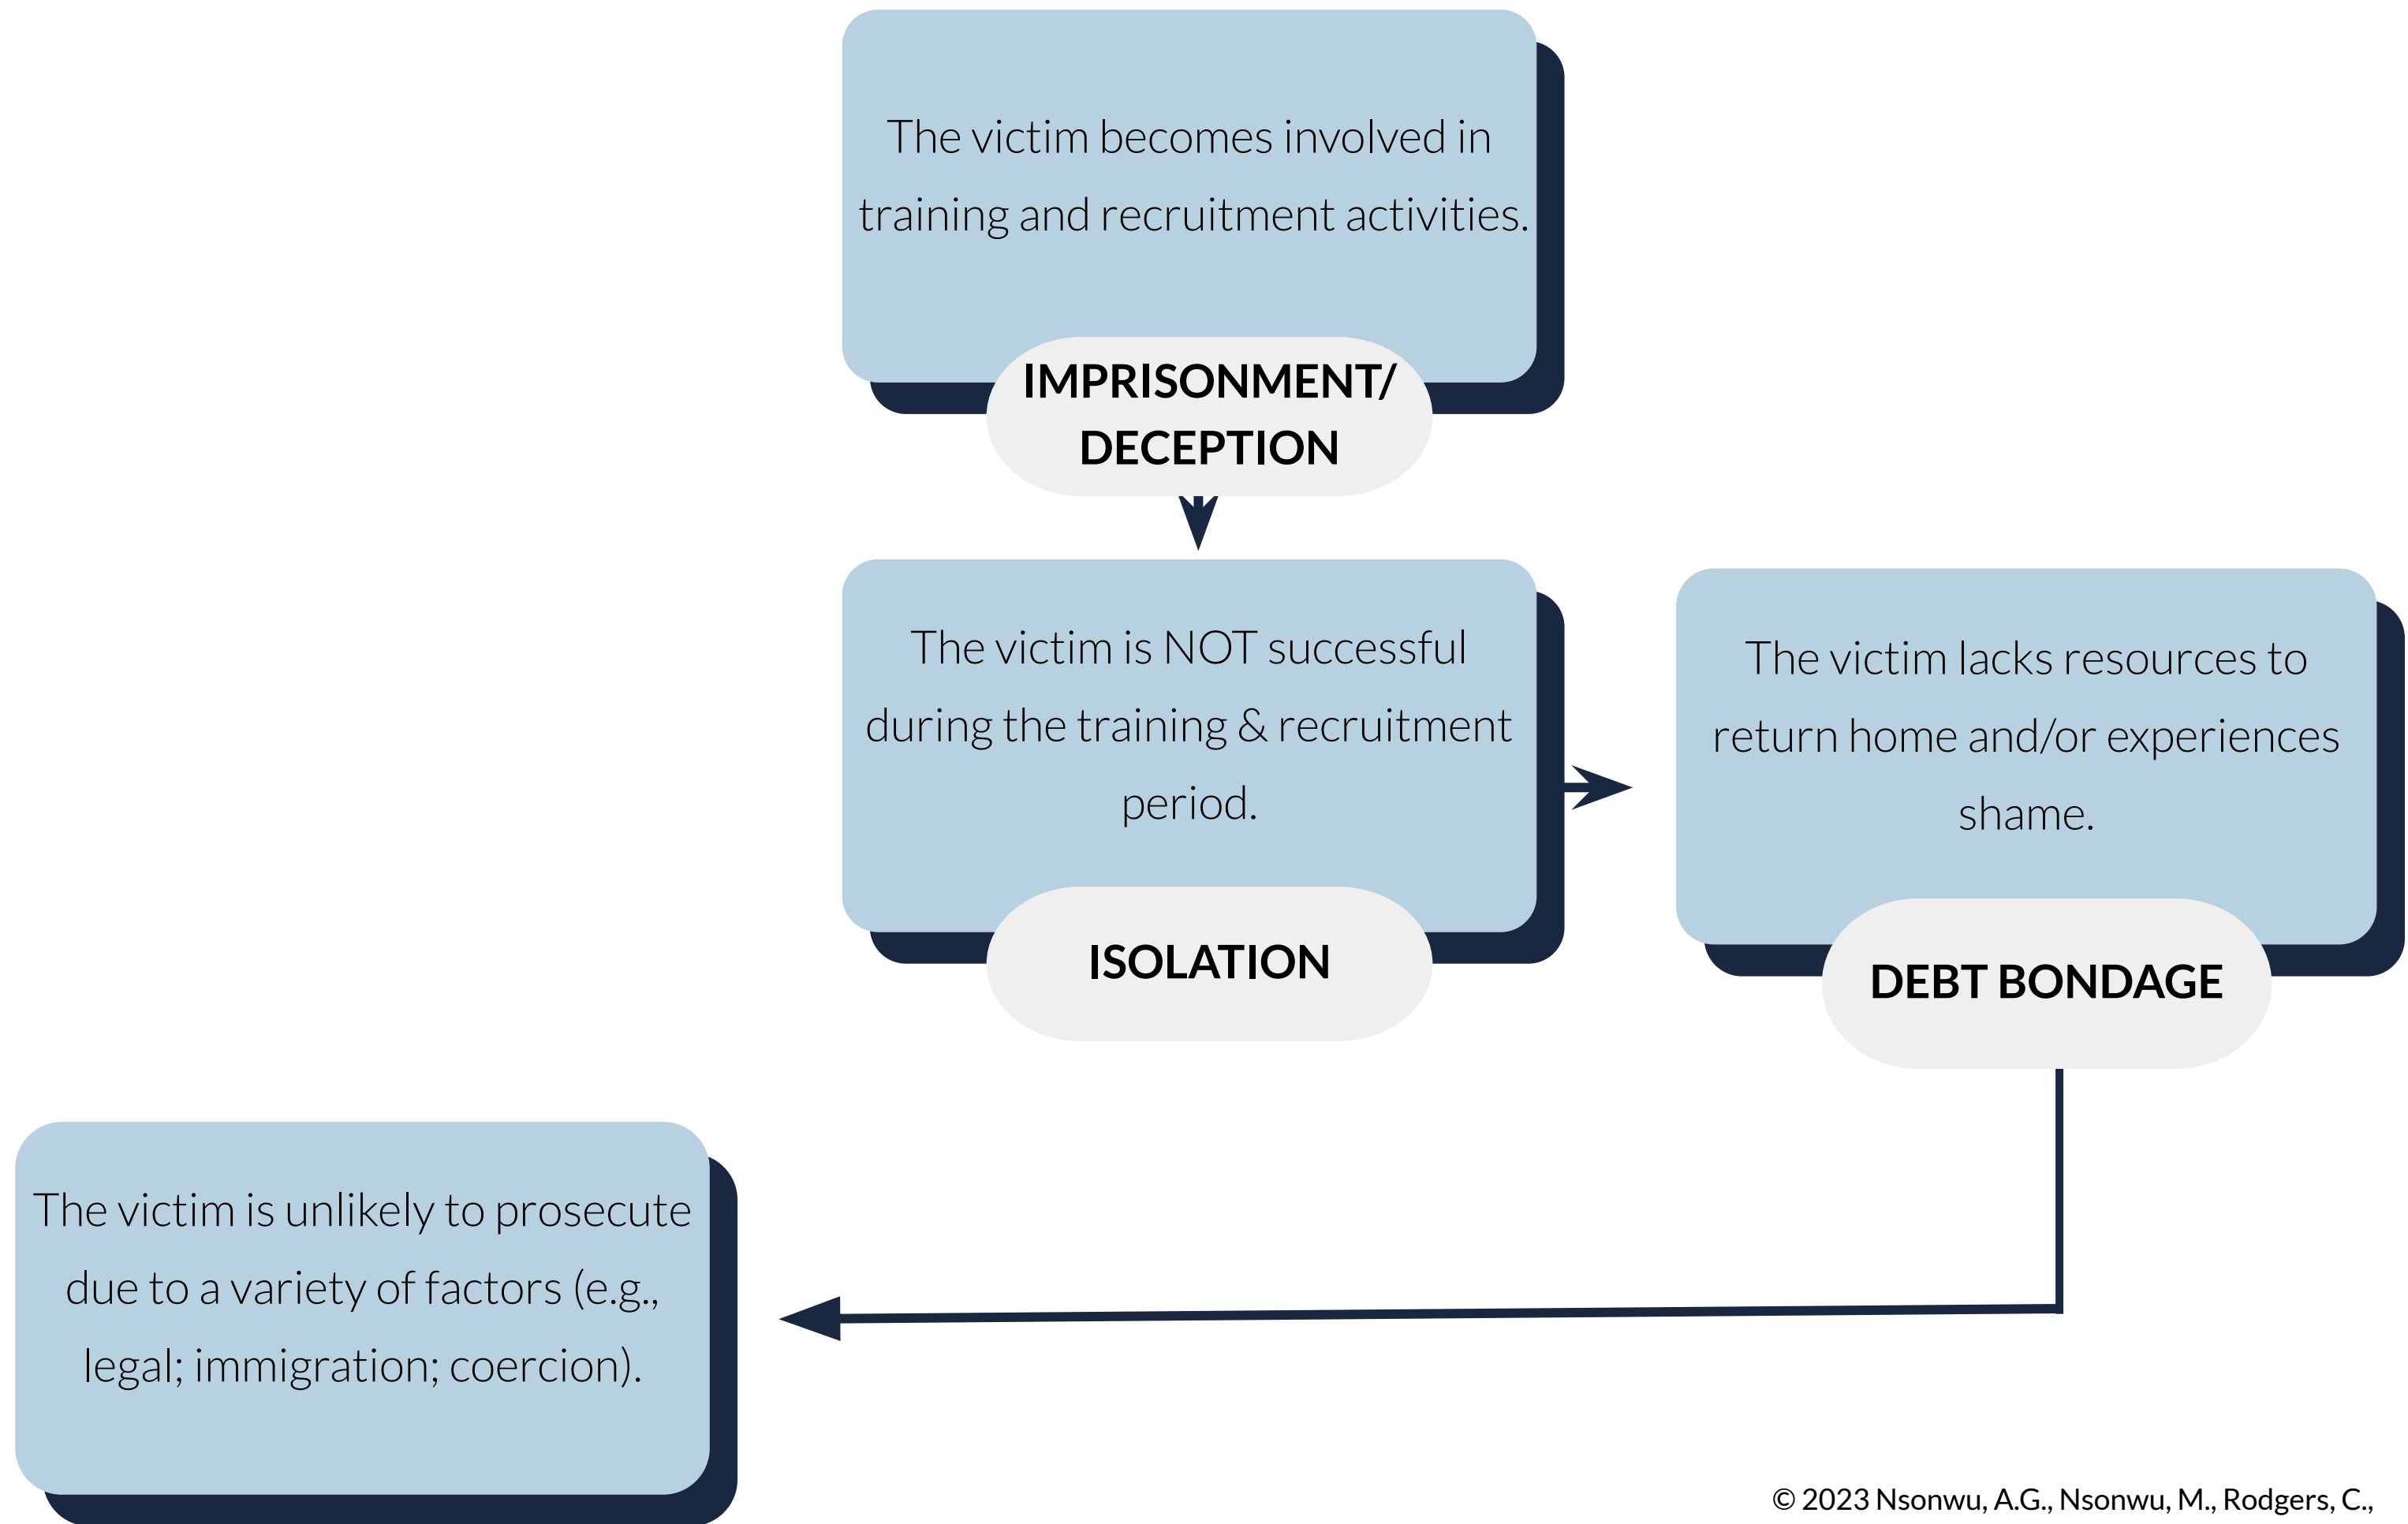 The victim becomes involved in
training and recruitment activities.
IMPRISONMENT/
DECEPTION
The victim is NOT successful
during the training & recruitment
period.
ISOLATION
The victim lacks resources to
return home and/or experiences
shame.
DEBT BONDAGE
The victim is unlikely to prosecute
due to a variety of factors (e.g.,
legal; immigration; coercion).
© 2023 Nsonwu, A.G., Nsonwu, M., Rodgers, C.,